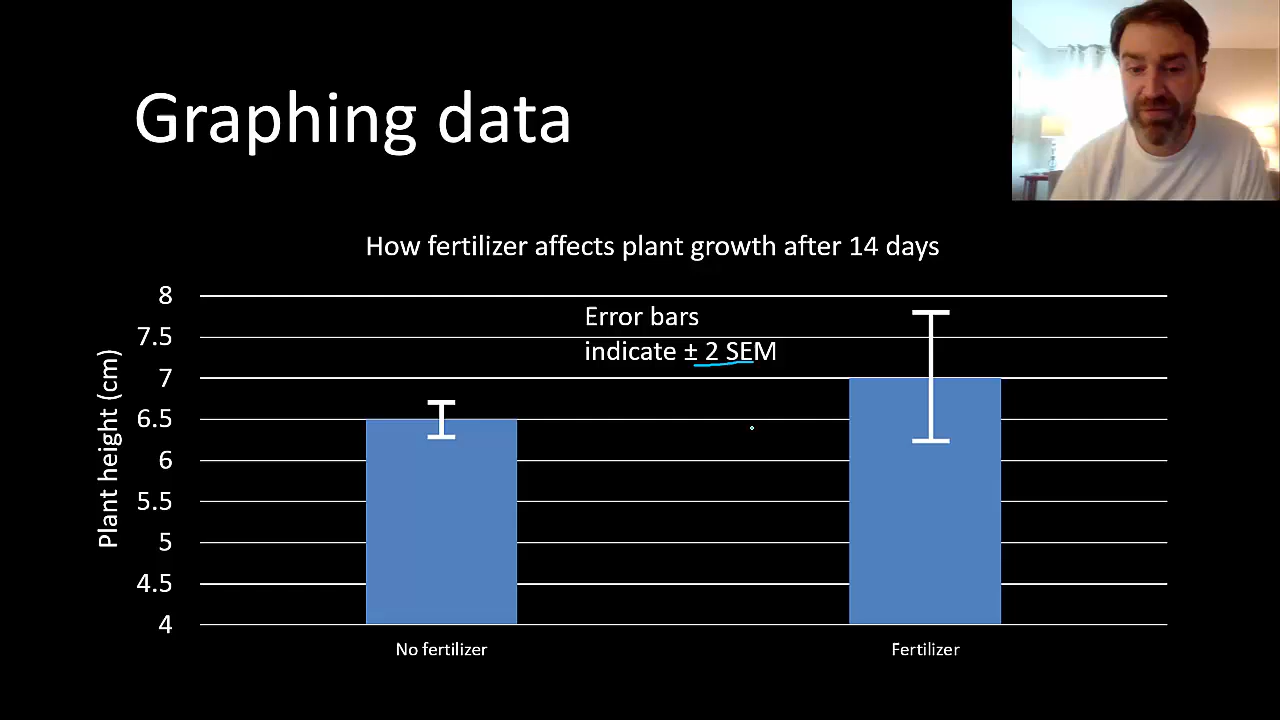 Graphing data
How fertilizer affects plant growth after 14 days
Error bars
indicate ± 2 SEM
Plant height (cm)
8
7.5
7
6.5
6
5.5
5
4.5
4
No fertilizer
Fertilizer